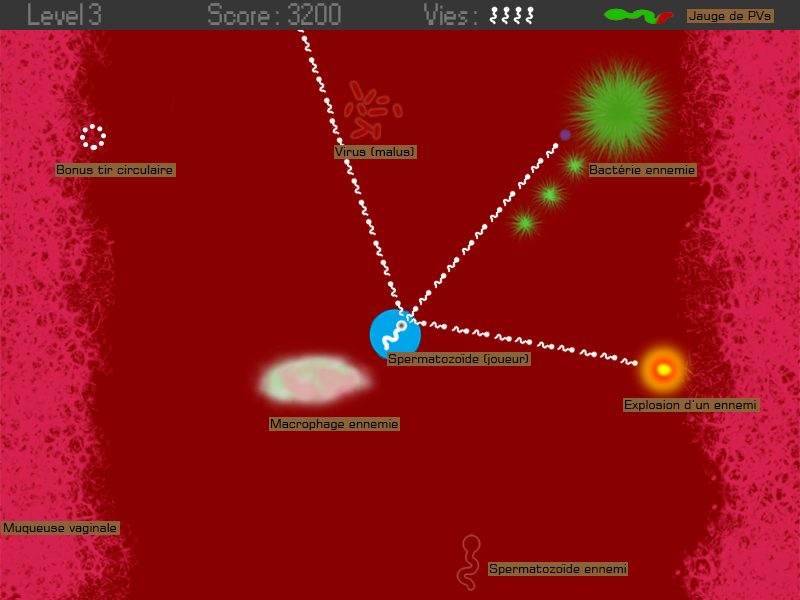 Level 3
Score : 3200
Vies :
Jauge de PVs
Virus (malus)
Bonus tir circulaire
Bactérie ennemie
Spermatozoïde (joueur)
Explosion d'un ennemi
Macrophage ennemie
Muqueuse vaginale
Spermatozoïde ennemi